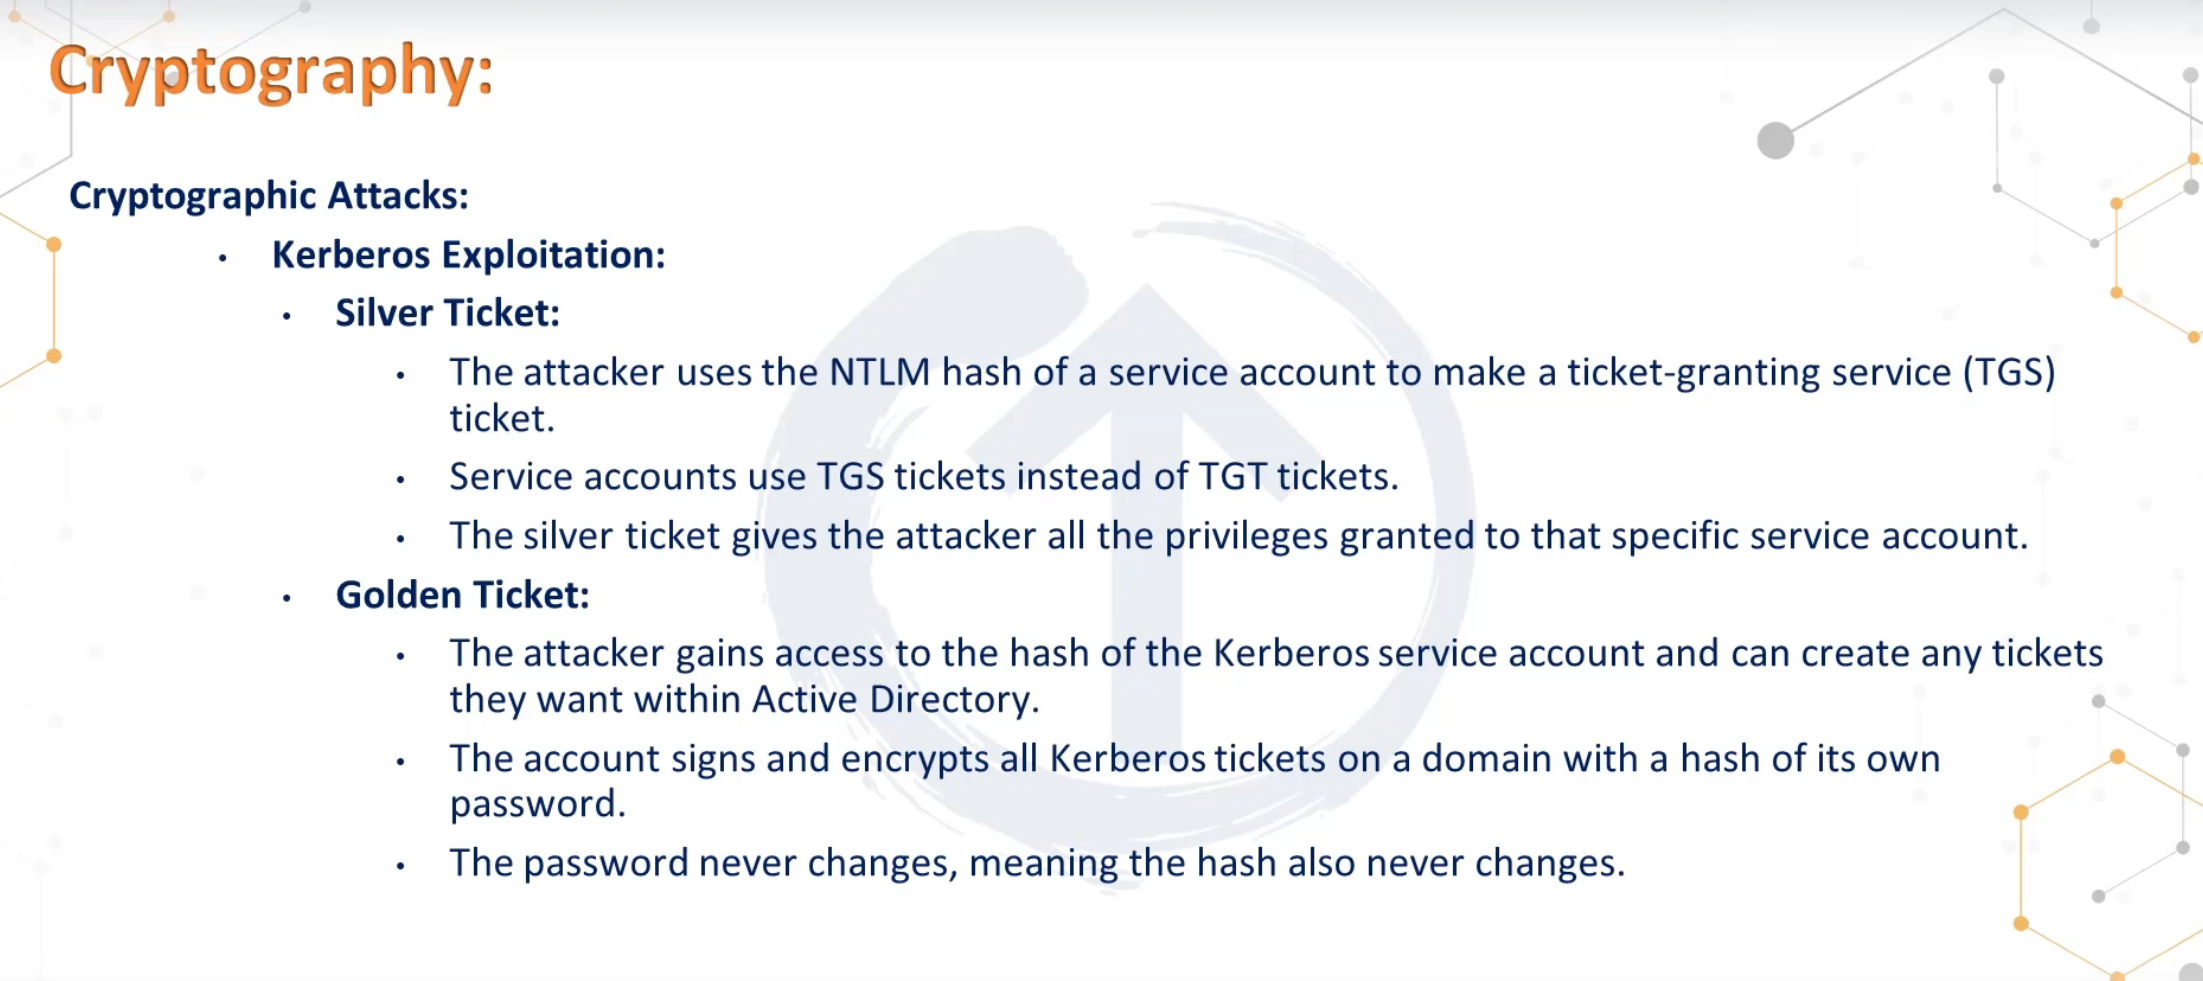 Cryptography:
Cryptographic Attacks:
• Kerberos Exploitation:
• Silver Ticket:
• The attacker uses the NTLM hash of a service account to make a ticket-granting service (TGS)
ticket.
• Service accounts use TGS tickets instead of TGT tickets.
• The silver ticket gives the attacker all the privileges granted to that specific service account.
• Golden Ticket:
• The attacker gains access to the hash of the Kerberos service account and can create any tickets
they want within Active Directory.
• The account signs and encrypts all Kerberos tickets on a domain with a hash of its own
password.
• The password never changes, meaning the hash also never changes.